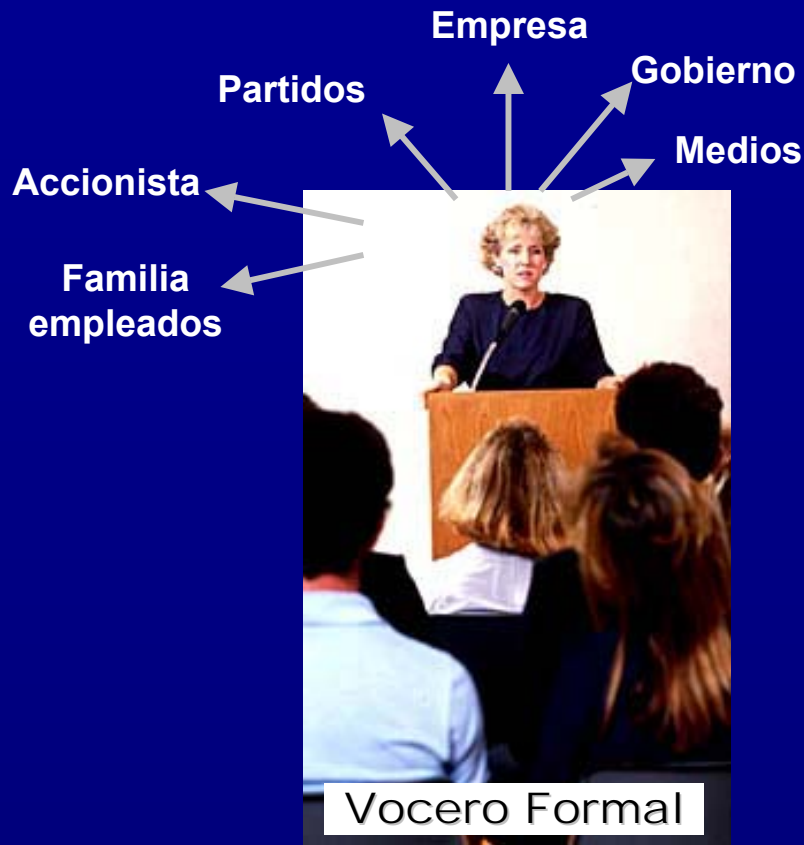 Empresa
Gobierno
Partidos
Medios
Accionista
Familia
empleados
Vocero Formal